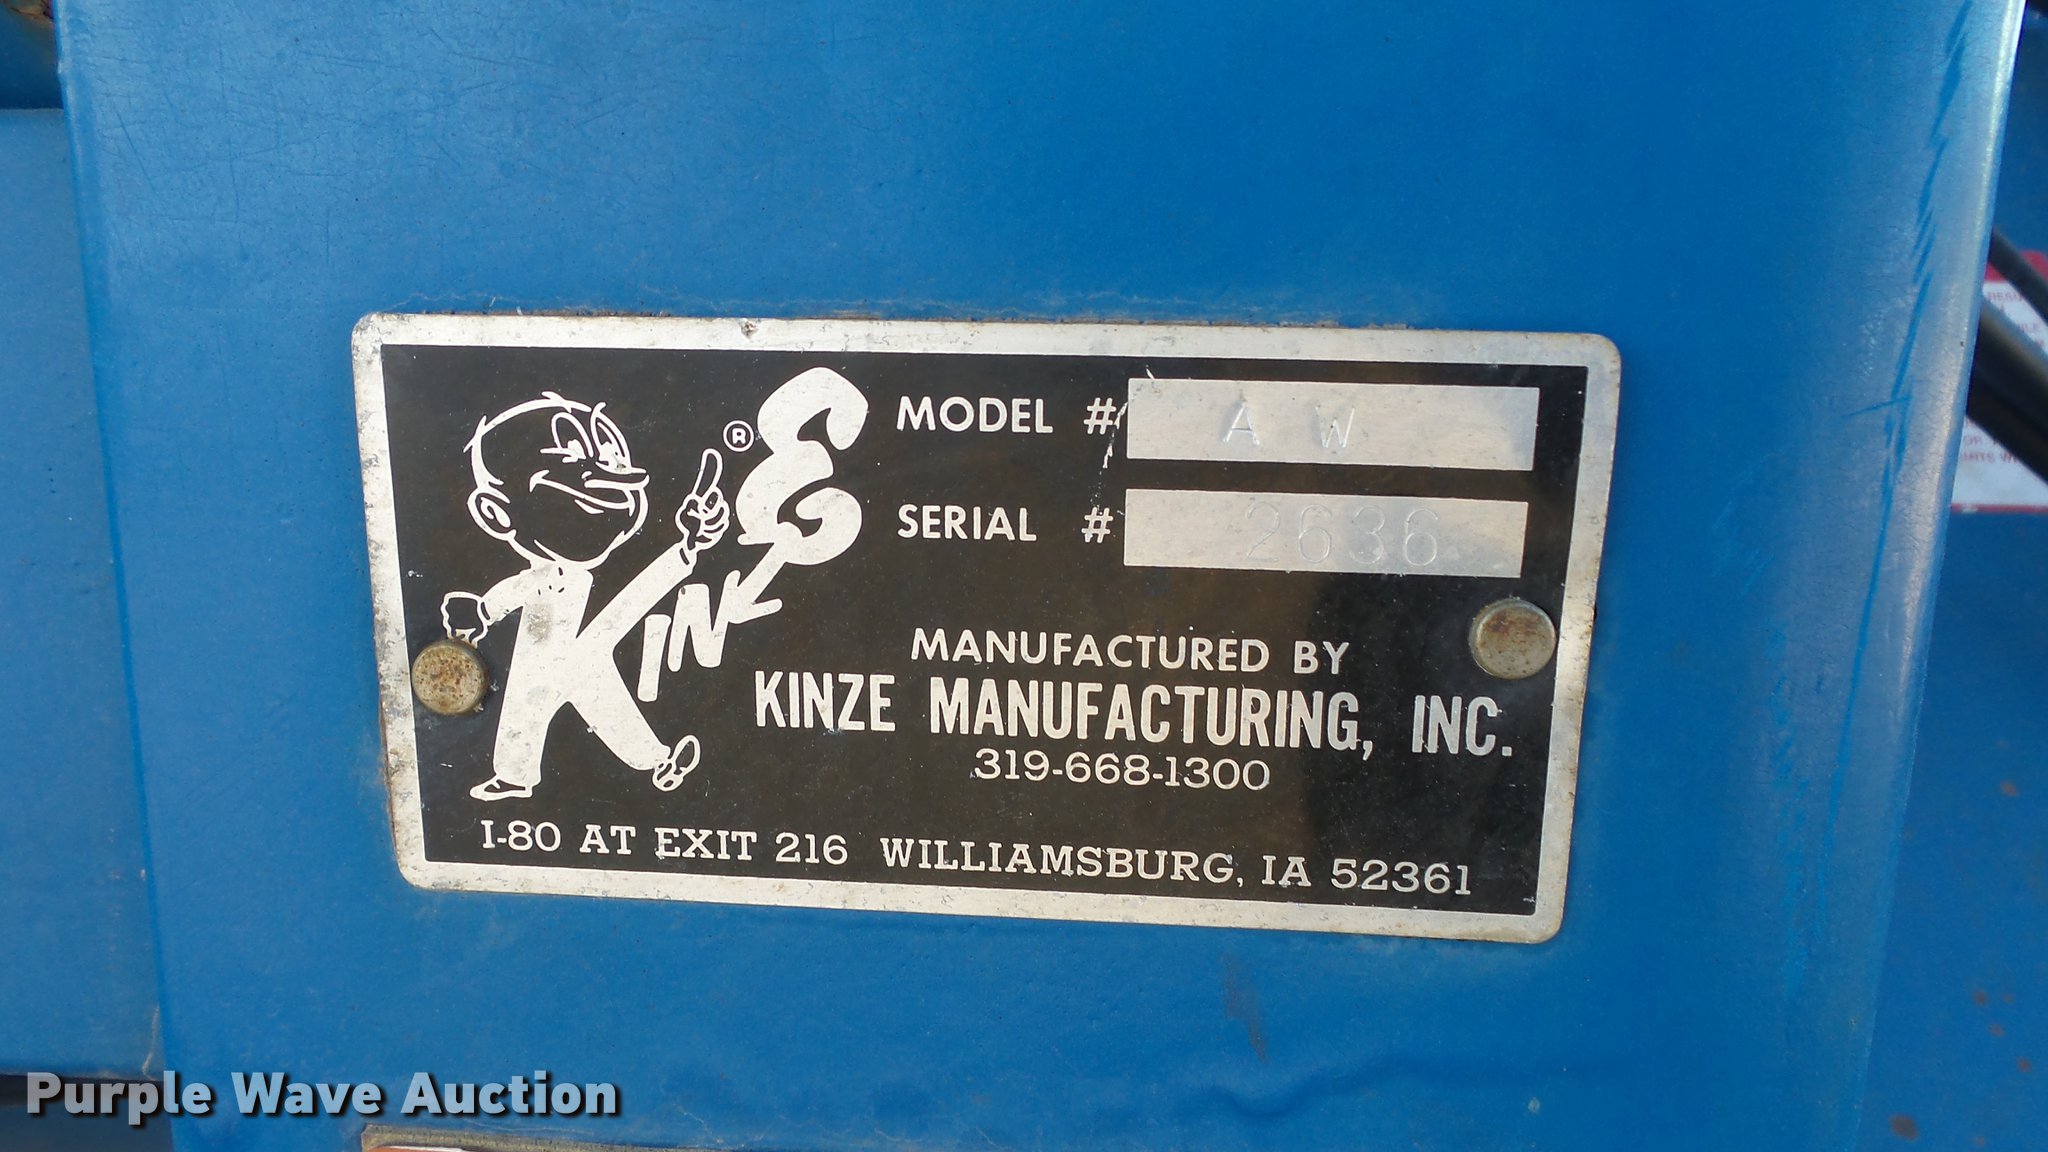 KINZE ®
MODEL # A W
SERIAL # 2636
MANUFACTURED BY
KINZE MANUFACTURING, INC.
319-668-1300
I-80 AT EXIT 216 WILLIAMSBURG, IA 52361
Purple Wave Auction